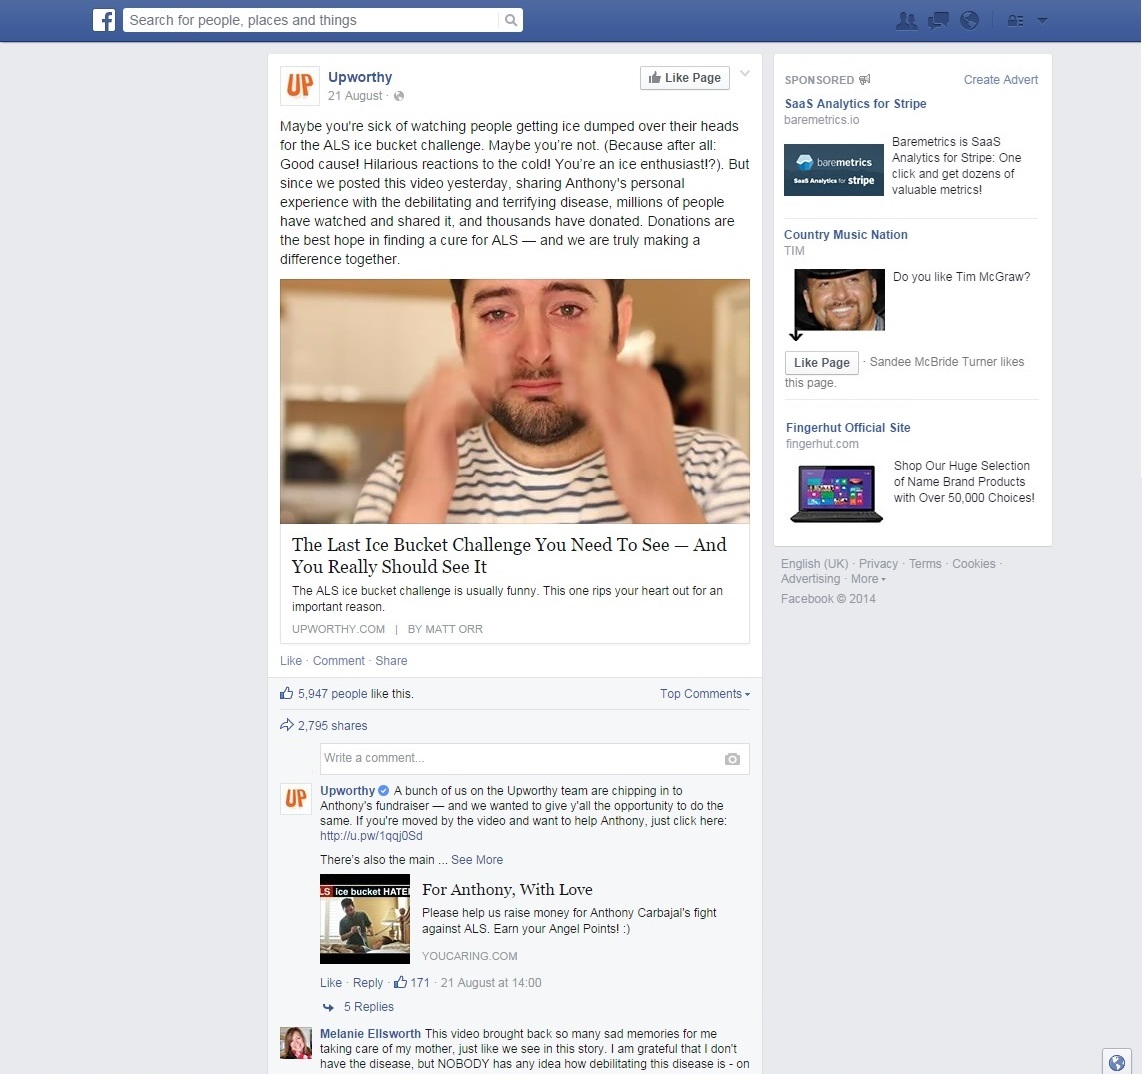 Search for people, places and things
UP
Upworthy
Like Page
21 August ·
Maybe you're sick of watching people getting ice dumped over their heads
for the ALS ice bucket challenge. Maybe you're not. (Because after all:
Good cause! Hilarious reactions to the cold! You're an ice enthusiast!?). But
since we posted this video yesterday, sharing Anthony's personal
experience with the debilitating and terrifying disease, millions of people
have watched and shared it, and thousands have donated. Donations are
the best hope in finding a cure for ALS — and we are truly making a
difference together.
The Last Ice Bucket Challenge You Need To See — And
You Really Should See It
The ALS ice bucket challenge is usually funny. This one rips your heart out for an
important reason.
UPWORTHY.COM | BY MATT ORR
Like · Comment · Share
5,947 people like this.
Top Comments
2,795 shares
Write a comment...
UP
Upworthy A bunch of us on the Upworthy team are chipping in to
Anthony's fundraiser — and we wanted to give y'all the opportunity to do the
same. If you're moved by the video and want to help Anthony, just click here:
http://u.pw/1qqj0Sd
There's also the main ... See More
LS ice bucket HATE
For Anthony, With Love
Please help us raise money for Anthony Carbajal's fight
against ALS. Earn your Angel Points! :)
YOUCARING.COM
Like · Reply · 171 · 21 August at 14:00
5 Replies
Melanie Ellsworth This video brought back so many sad memories for me
taking care of my mother, just like we see in this story. I am grateful that I don't
have the disease, but NOBODY has any idea how debilitating this disease is - on
SPONSORED
Create Advert
SaaS Analytics for Stripe
baremetrics.io
baremetrics
SaaS Analytics for stripe
Baremetrics is SaaS
Analytics for Stripe: One
click and get dozens of
valuable metrics!
Country Music Nation
TIM
Do you like Tim McGraw?
Like Page · Sandee McBride Turner likes
this page.
Fingerhut Official Site
fingerhut.com
Shop Our Huge Selection
of Name Brand Products
with Over 50,000 Choices!
English (UK) · Privacy · Terms · Cookies ·
Advertising · More
Facebook © 2014